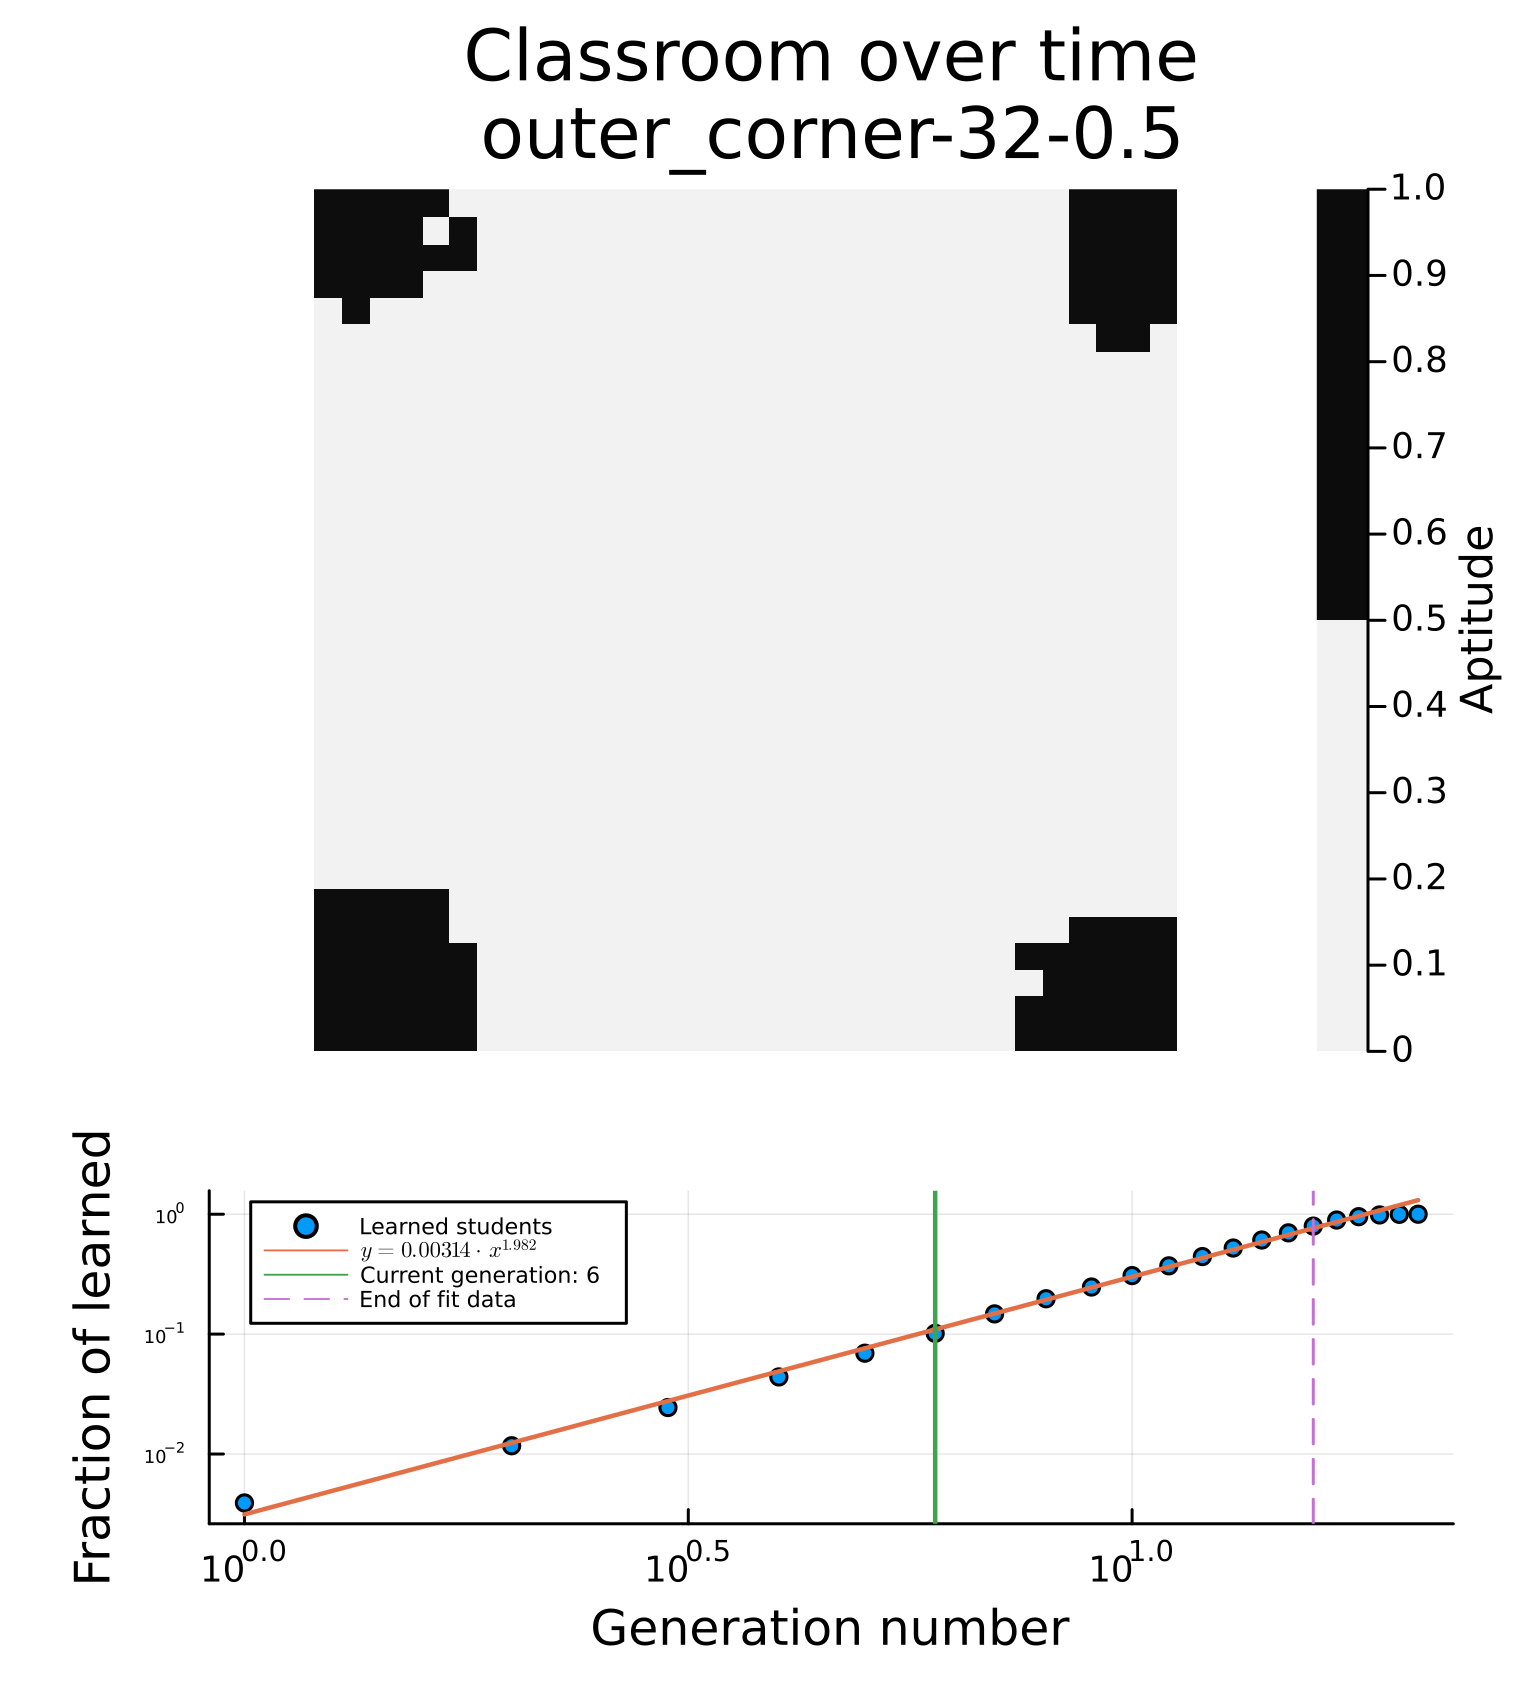 Classroom over time
outer_corner-32-0.5
1.0
0.9
0.8
0.7
0.6
0.5
0.4
0.3
0.2
0.1
0
Aptitude
Fraction of learned
10^0
10^-1
10^-2
Learned students
y = 0.00314 · x^1.982
Current generation: 6
End of fit data
10^0.0
10^0.5
10^1.0
Generation number